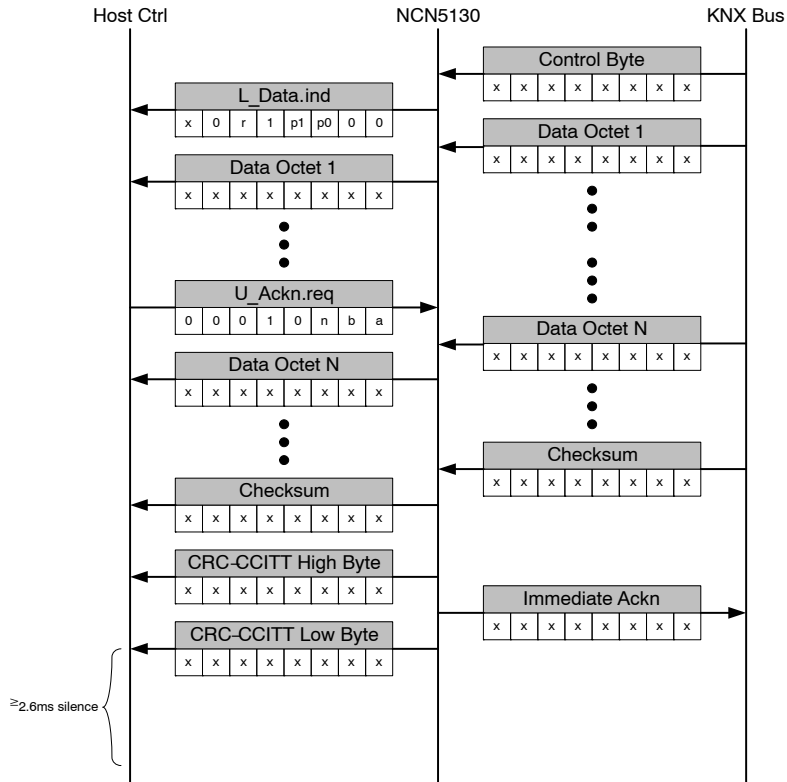 Host Ctrl NCN5130 KNX Bus
Control Byte
x x x x x x x x
L_Data.ind
x 0 r 1 p1 p0 0 0
Data Octet 1
x x x x x x x x
Data Octet 1
x x x x x x x x
U_Ackn.req
0 0 0 1 0 n b a
Data Octet N
x x x x x x x x
Data Octet N
x x x x x x x x
Checksum
x x x x x x x x
Checksum
x x x x x x x x
CRC-CCITT High Byte
x x x x x x x x
Immediate Ackn
x x x x x x x x
CRC-CCITT Low Byte
x x x x x x x x
≥2.6ms silence